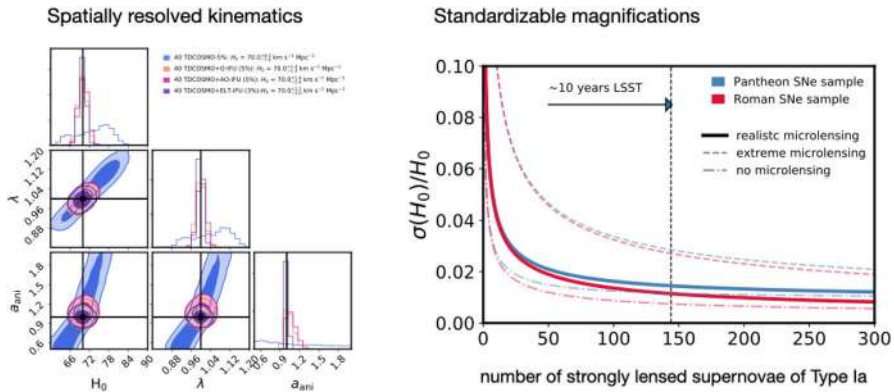 Spatially resolved kinematics
Standardizable magnifications
40 TDCOSMO-5%: H₀ = 70.0 km s⁻¹ Mpc⁻¹
40 TDCOSMO+O-IFU (5%): H₀ = 70.0 km s⁻¹ Mpc⁻¹
40 TDCOSMO+AO-IFU (5%): H₀ = 70.0 km s⁻¹ Mpc⁻¹
40 TDCOSMO+ELT-IFU (3%) H₀ = 70.0 km s⁻¹ Mpc⁻¹
λ
1.20
1.12
1.04
0.96
0.88
a_ani
1.8
1.5
1.2
0.9
0.6
66 72 78 84 90
0.88 0.96 1.04 1.12 1.20
0.6 0.9 1.2 1.5 1.8
H₀
λ
a_ani
σ(H₀)/H₀
0.10
0.08
0.06
0.04
0.02
0.00
~10 years LSST
Pantheon SNe sample
Roman SNe sample
realistc microlensing
extreme microlensing
no microlensing
0 50 100 150 200 250 300
number of strongly lensed supernovae of Type Ia